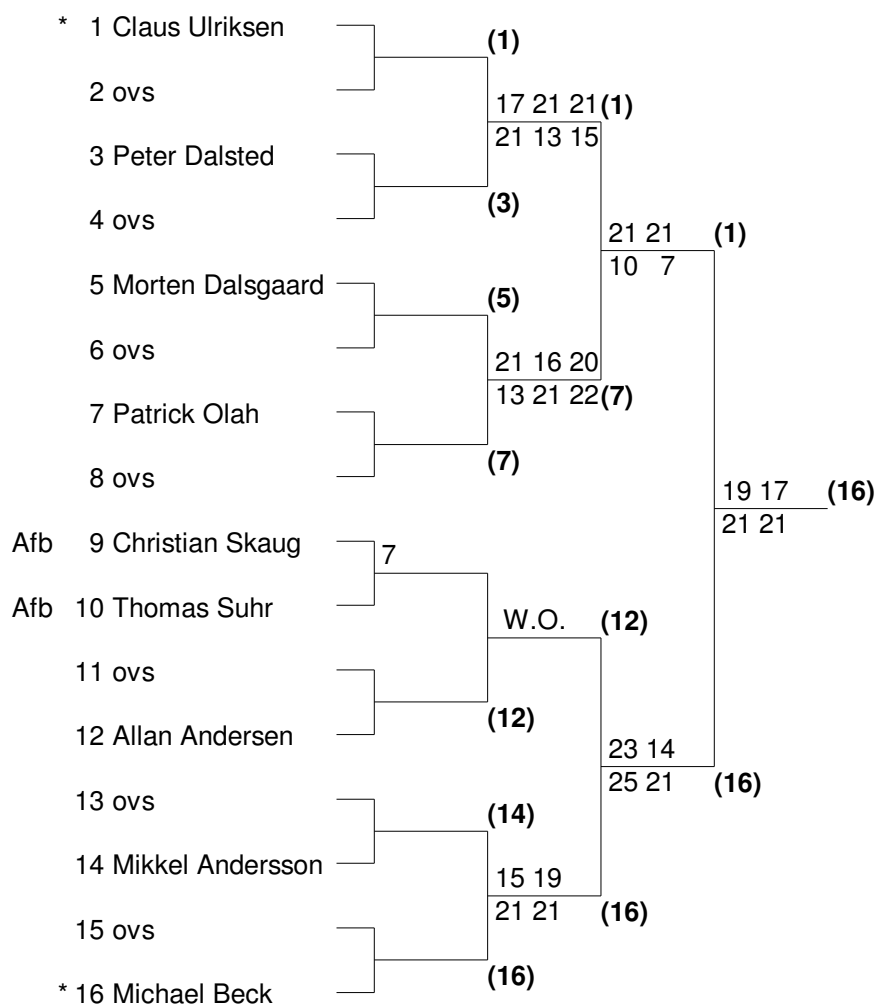 * 1 Claus Ulriksen
(1)
2 ovs
17 21 21 (1)
21 13 15
3 Peter Dalsted
(3)
4 ovs
21 21 (1)
10 7
5 Morten Dalsgaard
(5)
6 ovs
21 16 20
13 21 22 (7)
7 Patrick Olah
(7)
8 ovs
19 17 (16)
21 21
Afb 9 Christian Skaug
7
Afb 10 Thomas Suhr
W.O. (12)
11 ovs
(12)
12 Allan Andersen
23 14
25 21 (16)
13 ovs
(14)
14 Mikkel Andersson
15 19
21 21 (16)
15 ovs
(16)
* 16 Michael Beck